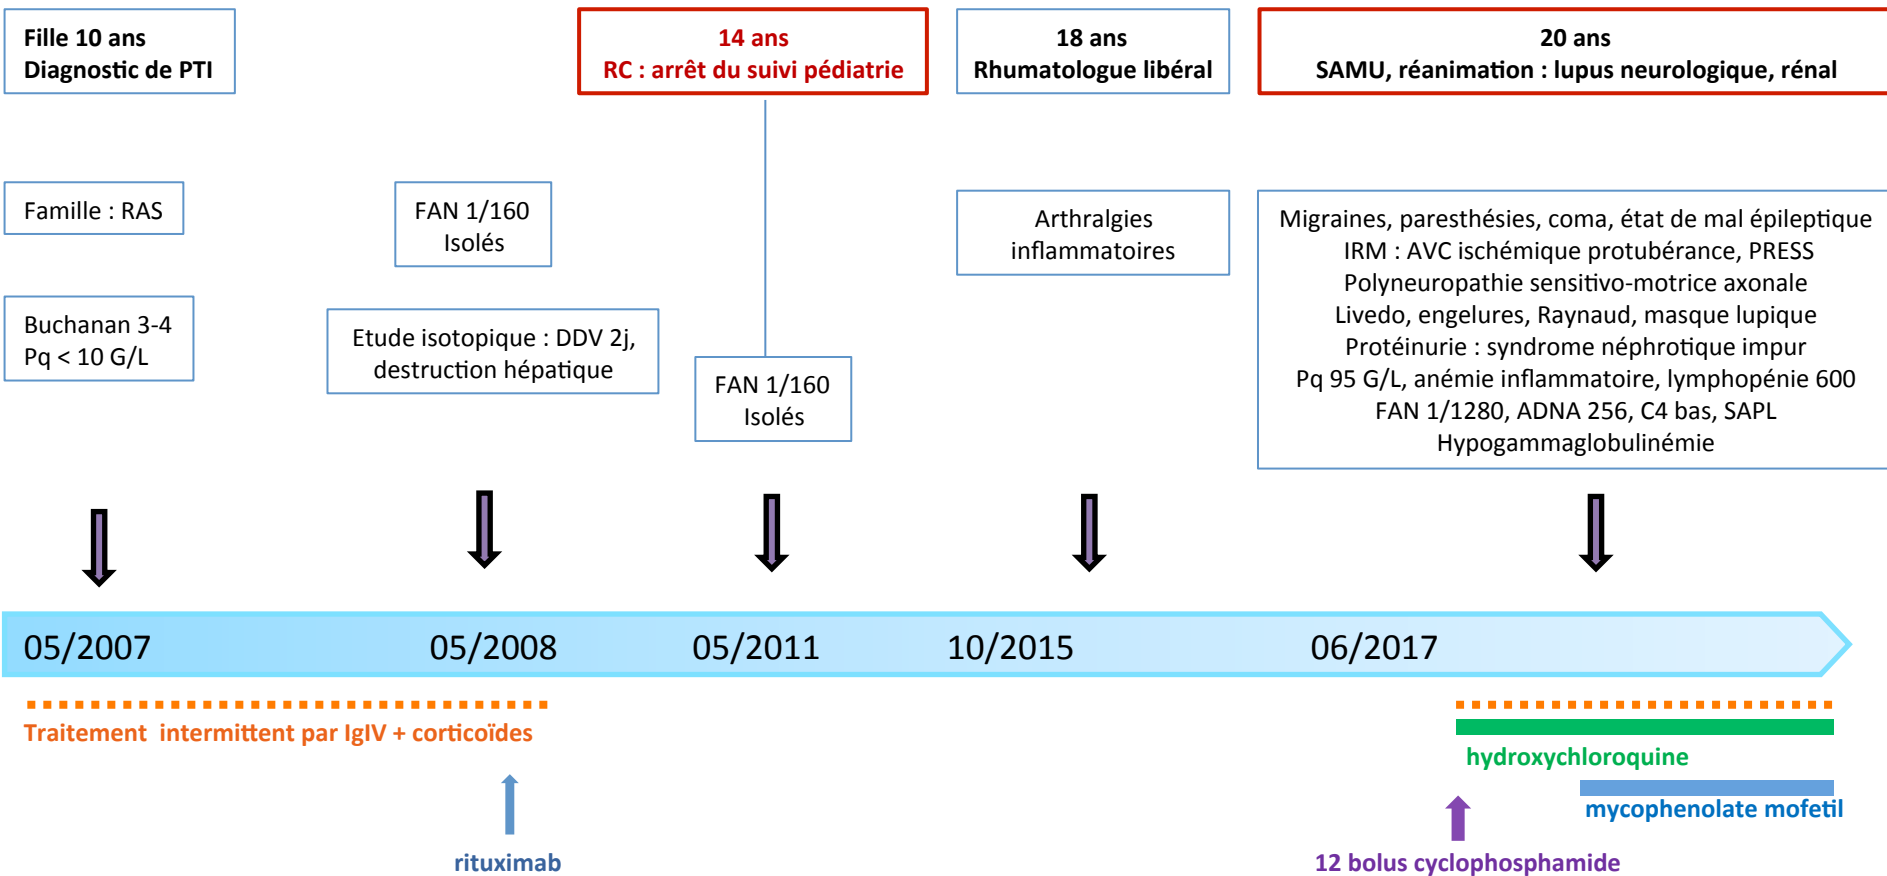 Fille 10 ans
Diagnostic de PTI
14 ans
RC : arrêt du suivi pédiatrie
18 ans
Rhumatologue libéral
20 ans
SAMU, réanimation : lupus neurologique, rénal
Famille : RAS
FAN 1/160
Isolés
Arthralgies
inflammatoires
Migraines, paresthésies, coma, état de mal épileptique
IRM : AVC ischémique protubérance, PRESS
Polyneuropathie sensitivo-motrice axonale
Livedo, engelures, Raynaud, masque lupique
Protéinurie : syndrome néphrotique impur
Pq 95 G/L, anémie inflammatoire, lymphopénie 600
FAN 1/1280, ADNA 256, C4 bas, SAPL
Hypogammaglobulinémie
Buchanan 3-4
Pq < 10 G/L
Etude isotopique : DDV 2j,
destruction hépatique
FAN 1/160
Isolés
05/2007
05/2008
05/2011
10/2015
06/2017
Traitement intermittent par IgIV + corticoïdes
hydroxychloroquine
mycophenolate mofetil
rituximab
12 bolus cyclophosphamide